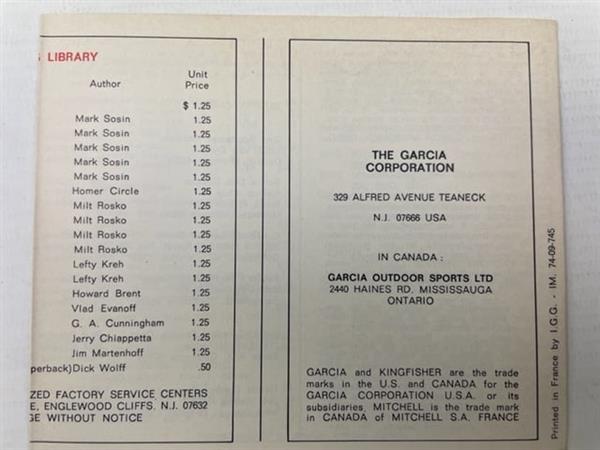 LIBRARY
Author Unit Price
$ 1.25
Mark Sosin 1.25
Mark Sosin 1.25
Mark Sosin 1.25
Mark Sosin 1.25
Mark Sosin 1.25
Homer Circle 1.25
Milt Rosko 1.25
Milt Rosko 1.25
Milt Rosko 1.25
Milt Rosko 1.25
Lefty Kreh 1.25
Lefty Kreh 1.25
Howard Brent 1.25
Vlad Evanoff 1.25
G. A. Cunningham 1.25
Jerry Chiappetta 1.25
Jim Martenhoff 1.25
perback) Dick Wolff .50
ZED FACTORY SERVICE CENTERS
E, ENGLEWOOD CLIFFS, N.J. 07632
GE WITHOUT NOTICE
THE GARCIA
CORPORATION
329 ALFRED AVENUE TEANECK
N.J. 07666 USA
IN CANADA :
GARCIA OUTDOOR SPORTS LTD
2440 HAINES RD. MISSISSAUGA
ONTARIO
GARCIA and KINGFISHER are the trade
marks in the U.S. and CANADA for the
GARCIA CORPORATION U.S.A. or its
subsidiaries, MITCHELL is the trade mark
in CANADA of MITCHELL S.A. FRANCE
Printed in France by I.G.G. - IM. 74-09-745